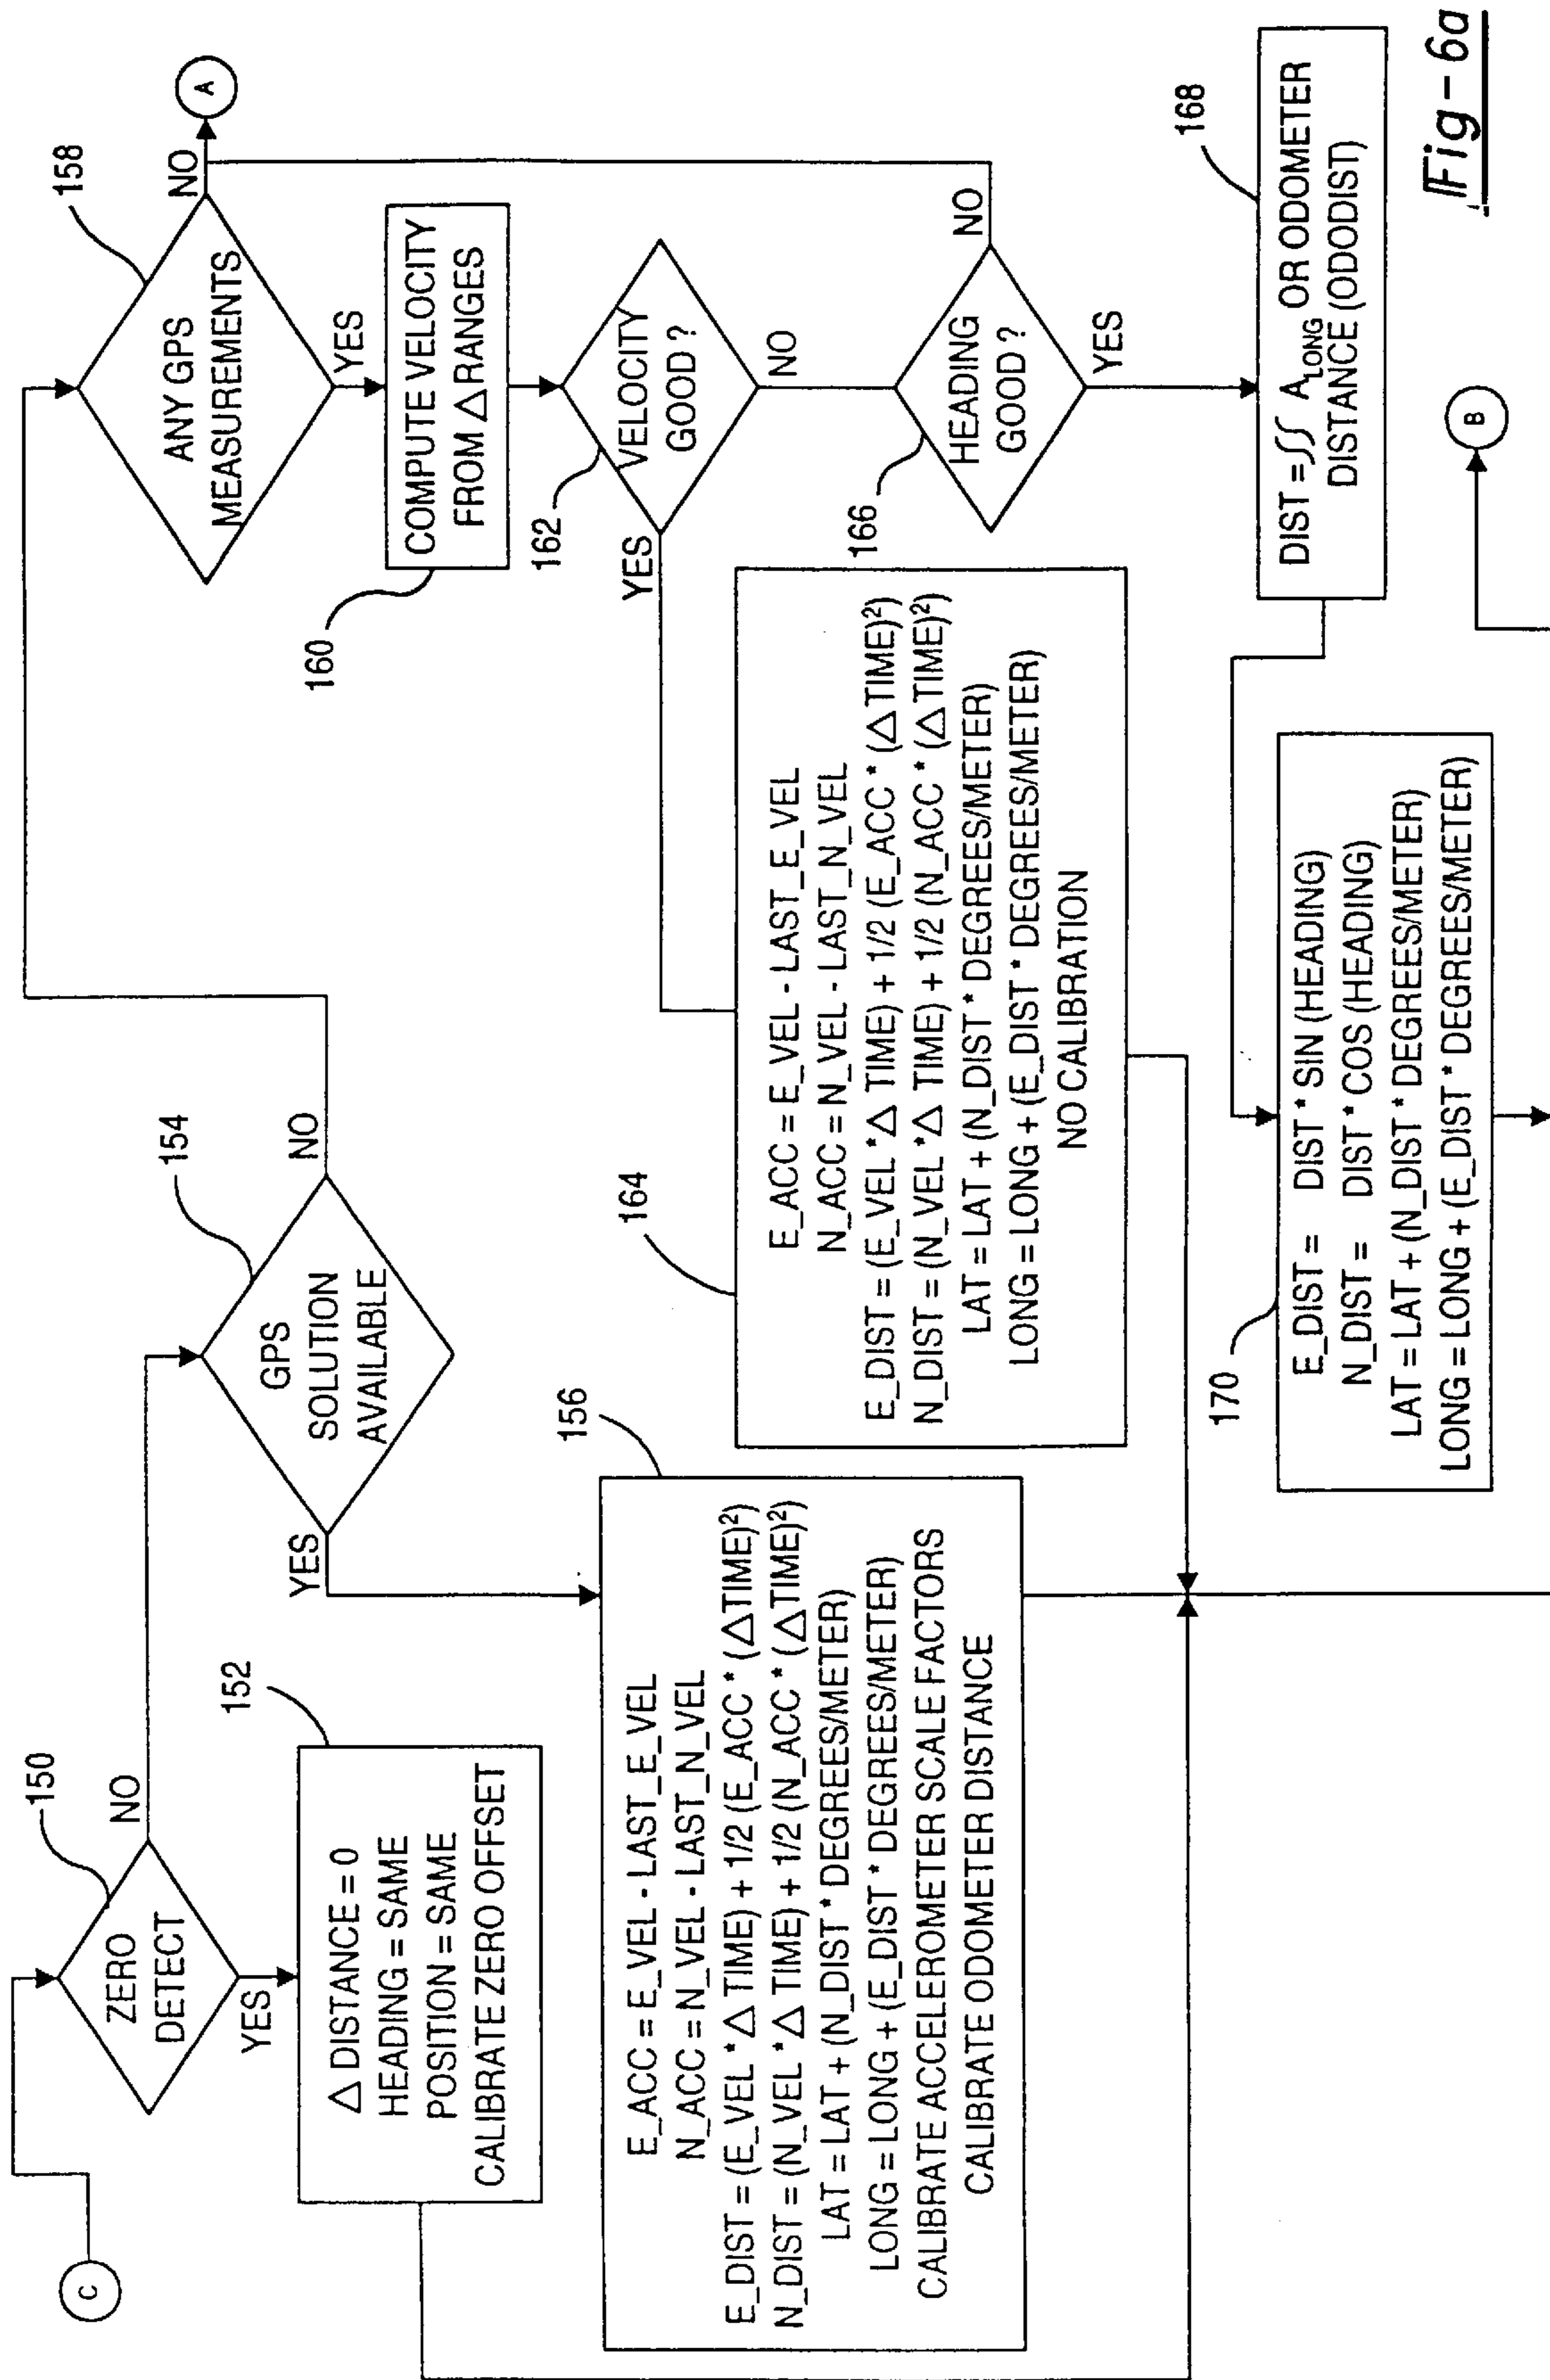 C
150
ZERO
DETECT
NO
YES
152
△ DISTANCE = 0
HEADING = SAME
POSITION = SAME
CALIBRATE ZERO OFFSET
154
GPS
SOLUTION
AVAILABLE
NO
YES
156
E_ACC = E_VEL - LAST_E_VEL
N_ACC = N_VEL - LAST_N_VEL
E_DIST = (E_VEL *△ TIME) + 1/2 (E_ACC * (△TIME)²)
N_DIST = (N_VEL *△ TIME) + 1/2 (N_ACC * (△TIME)²)
LAT = LAT + (N_DIST * DEGREES/METER)
LONG = LONG + (E_DIST * DEGREES/METER)
CALIBRATE ACCELEROMETER SCALE FACTORS
CALIBRATE ODOMETER DISTANCE
158
ANY GPS
MEASUREMENTS
NO
A
YES
160
COMPUTE VELOCITY
FROM △ RANGES
162
VELOCITY
GOOD ?
YES
NO
164
E_ACC = E_VEL - LAST_E_VEL
N_ACC = N_VEL - LAST_N_VEL
E_DIST = (E_VEL *△ TIME) + 1/2 (E_ACC * (△ TIME)²)
N_DIST = (N_VEL *△ TIME) + 1/2 (N_ACC * (△ TIME)²)
LAT = LAT + (N_DIST * DEGREES/METER)
LONG = LONG + (E_DIST * DEGREES/METER)
NO CALIBRATION
166
HEADING
GOOD ?
NO
YES
168
DIST = ∫∫ A_LONG OR ODOMETER
DISTANCE (ODODIST)
170
E_DIST = DIST * SIN (HEADING)
N_DIST = DIST * COS (HEADING)
LAT = LAT + (N_DIST * DEGREES/METER)
LONG = LONG + (E_DIST * DEGREES/METER)
B
Fig-6a